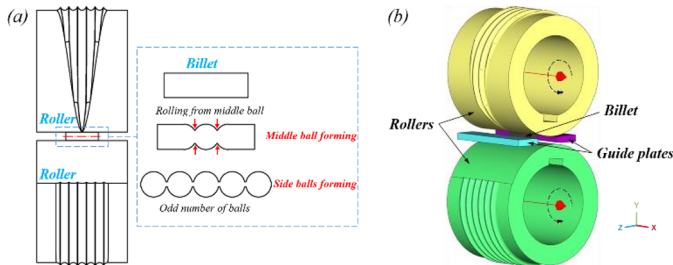 (a)
Roller
Roller
Billet
Rolling from middle ball
Middle ball forming
Side balls forming
Odd number of balls
(b)
Rollers
Billet
Guide plates
Y
Z
X